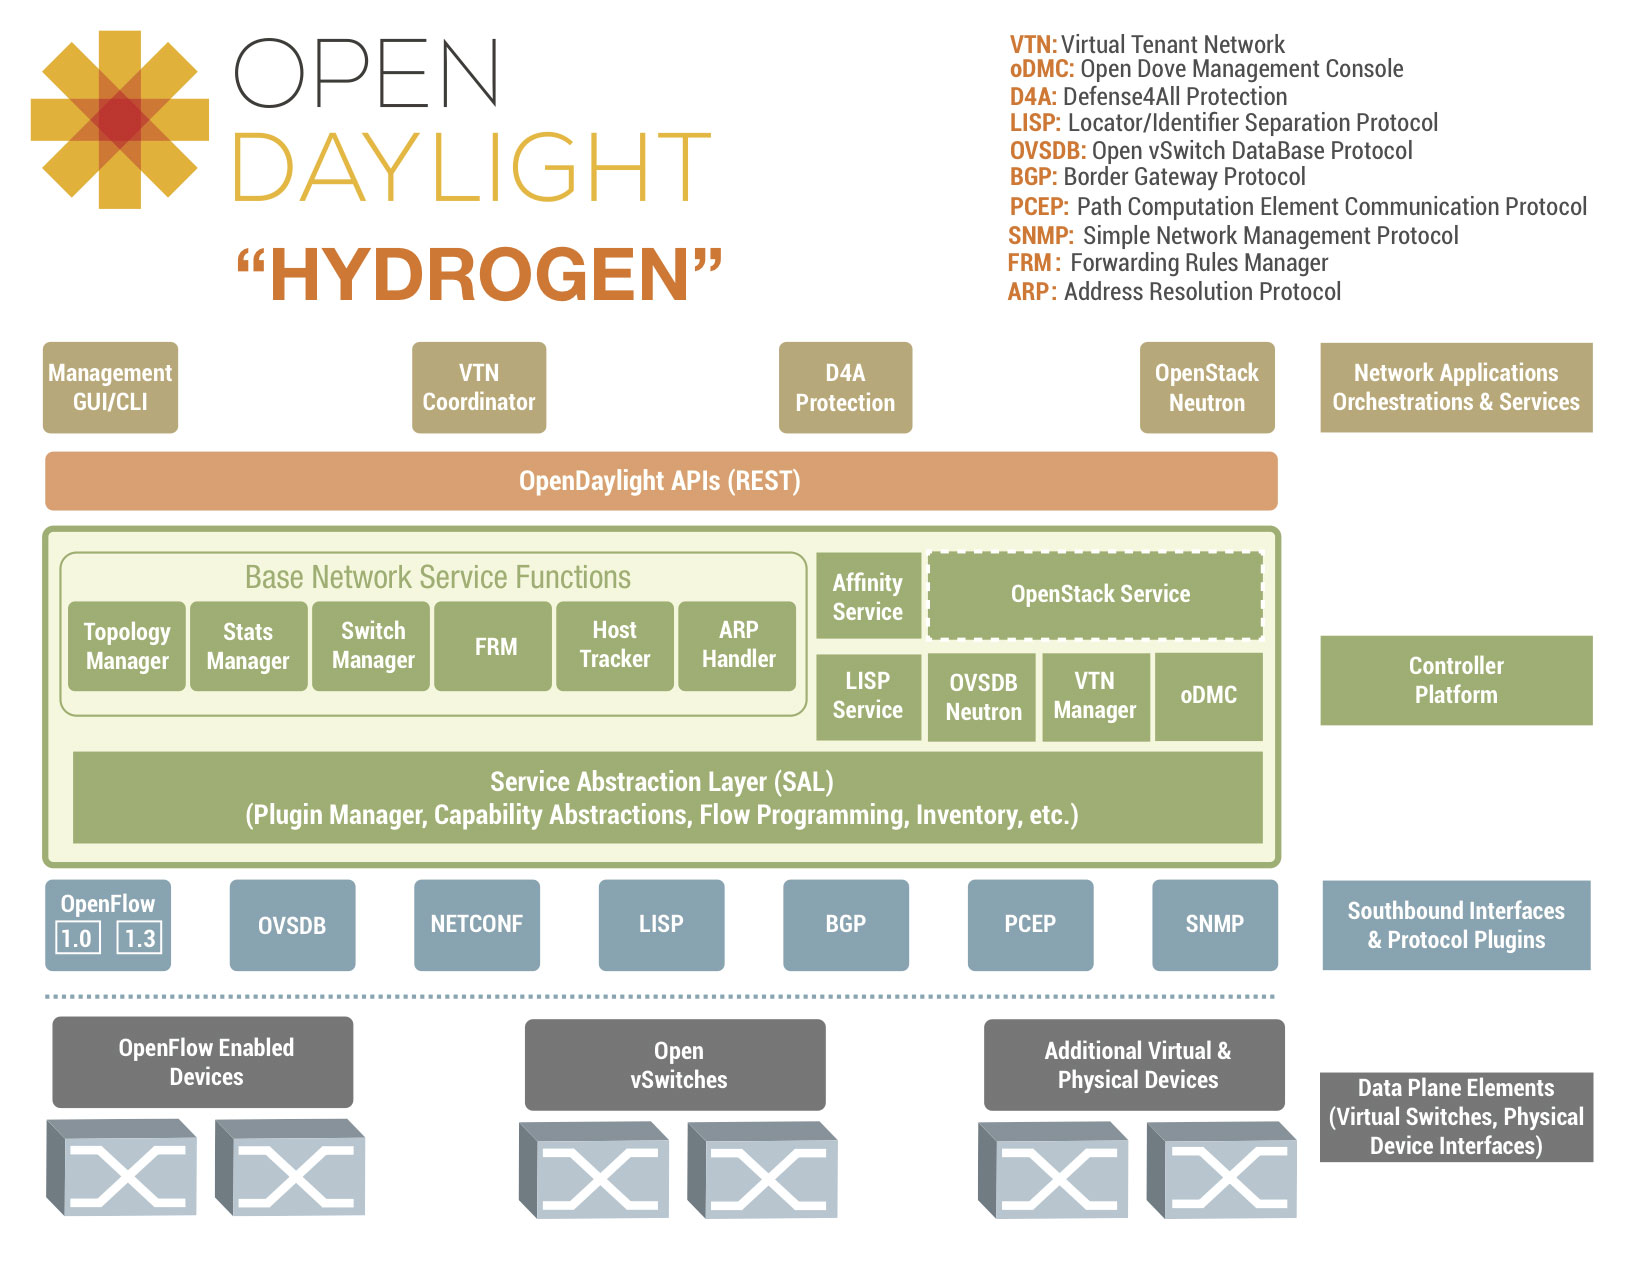 OPEN
DAYLIGHT
“HYDROGEN”
VTN: Virtual Tenant Network
oDMC: Open Dove Management Console
D4A: Defense4All Protection
LISP: Locator/Identifier Separation Protocol
OVSDB: Open vSwitch DataBase Protocol
BGP: Border Gateway Protocol
PCEP: Path Computation Element Communication Protocol
SNMP: Simple Network Management Protocol
FRM: Forwarding Rules Manager
ARP: Address Resolution Protocol
Management
GUI/CLI
VTN
Coordinator
D4A
Protection
OpenStack
Neutron
Network Applications
Orchestrations & Services
OpenDaylight APIs (REST)
Base Network Service Functions
Topology
Manager
Stats
Manager
Switch
Manager
FRM
Host
Tracker
ARP
Handler
Affinity
Service
OpenStack Service
LISP
Service
OVSDB
Neutron
VTN
Manager
oDMC
Controller
Platform
Service Abstraction Layer (SAL)
(Plugin Manager, Capability Abstractions, Flow Programming, Inventory, etc.)
OpenFlow
1.0 1.3
OVSDB
NETCONF
LISP
BGP
PCEP
SNMP
Southbound Interfaces
& Protocol Plugins
OpenFlow Enabled
Devices
Open
vSwitches
Additional Virtual &
Physical Devices
Data Plane Elements
(Virtual Switches, Physical
Device Interfaces)